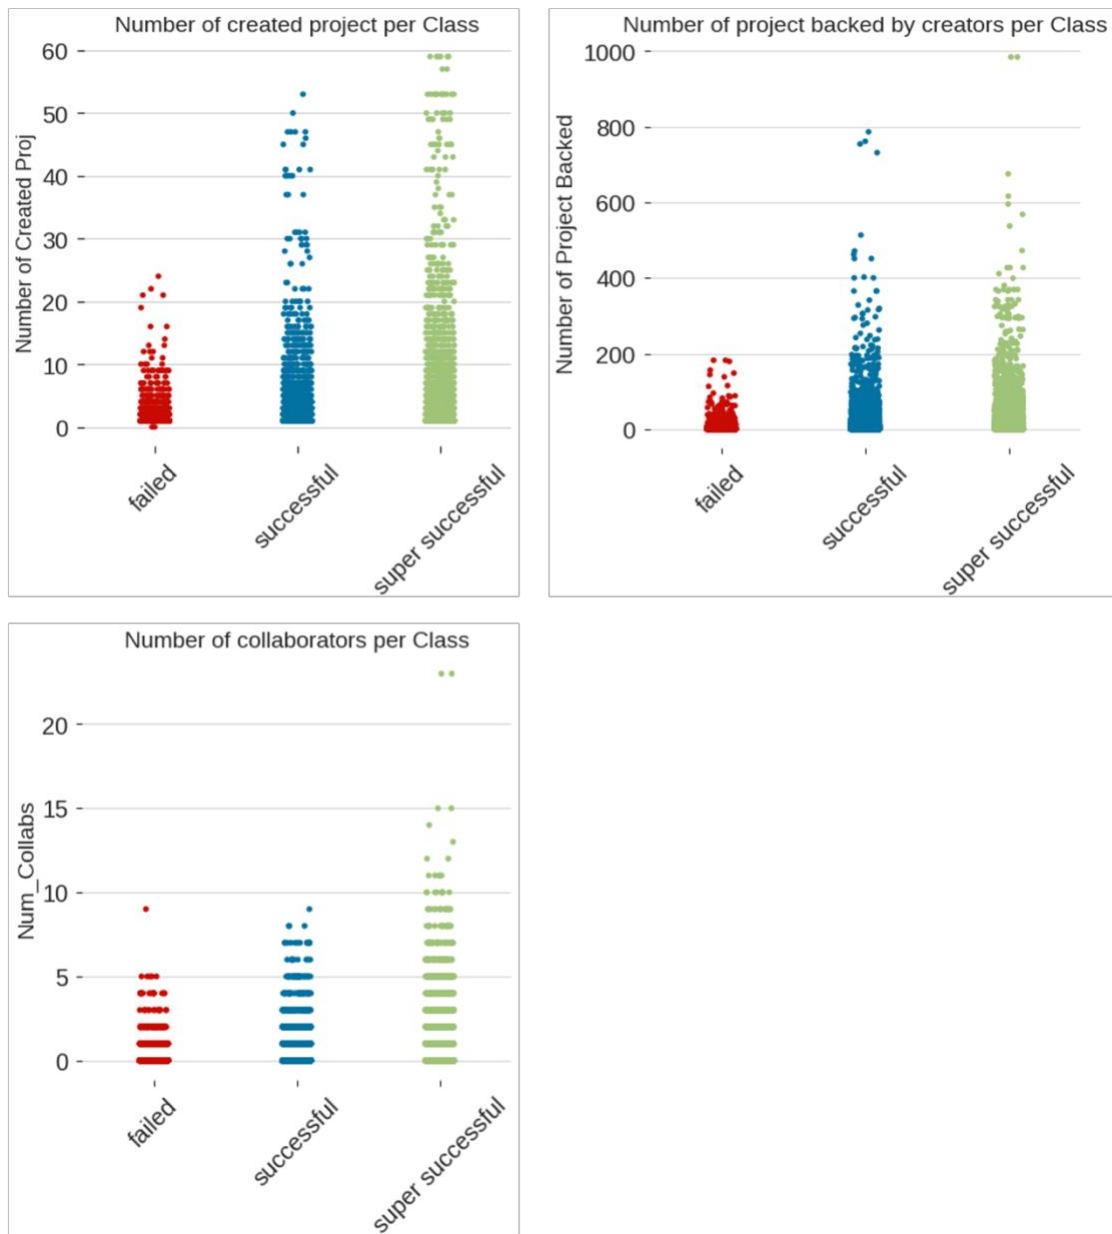 Number of created project per Class
Number of Created Proj
60
50
40
30
20
10
0
failed
successful
super successful
Number of project backed by creators per Class
Number of Project Backed
1000
800
600
400
200
0
failed
successful
super successful
Number of collaborators per Class
Num_Collabs
20
15
10
5
0
failed
successful
super successful